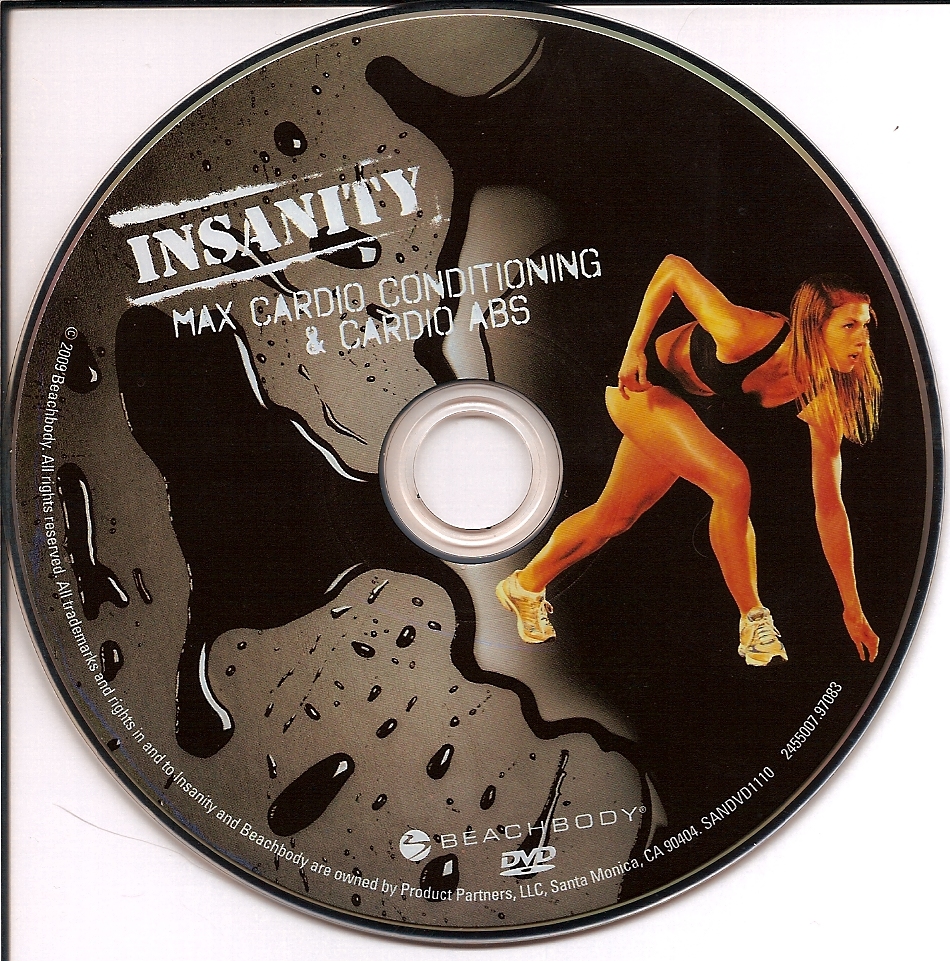 INSANITY
MAX CARDIO CONDITIONING
& CARDIO ABS
BEACHBODY®
DVD
© 2009 Beachbody. All rights reserved. All trademarks and rights in and to Insanity and Beachbody are owned by Product Partners, LLC, Santa Monica, CA 90404. SANDVD1110 2455007.97083